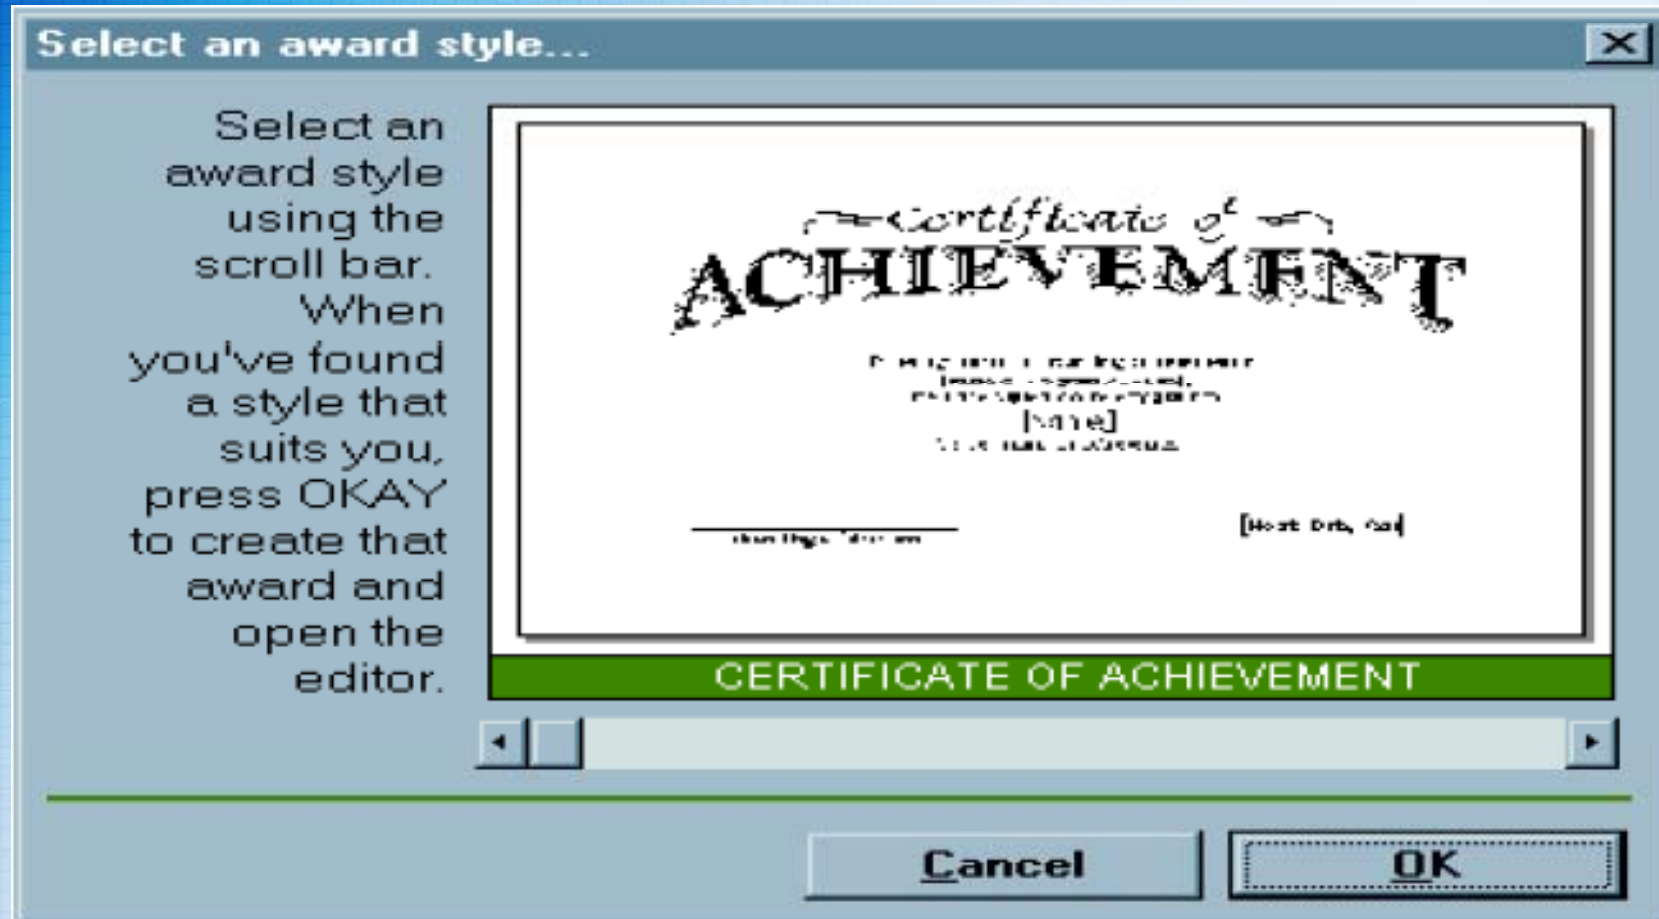 Select an award style...
Select an
award style
using the
scroll bar.
When
you've found
a style that
suits you,
press OKAY
to create that
award and
open the
editor.
Certificate of
ACHIEVEMENT
[Name]
CERTIFICATE OF ACHIEVEMENT
Cancel
OK